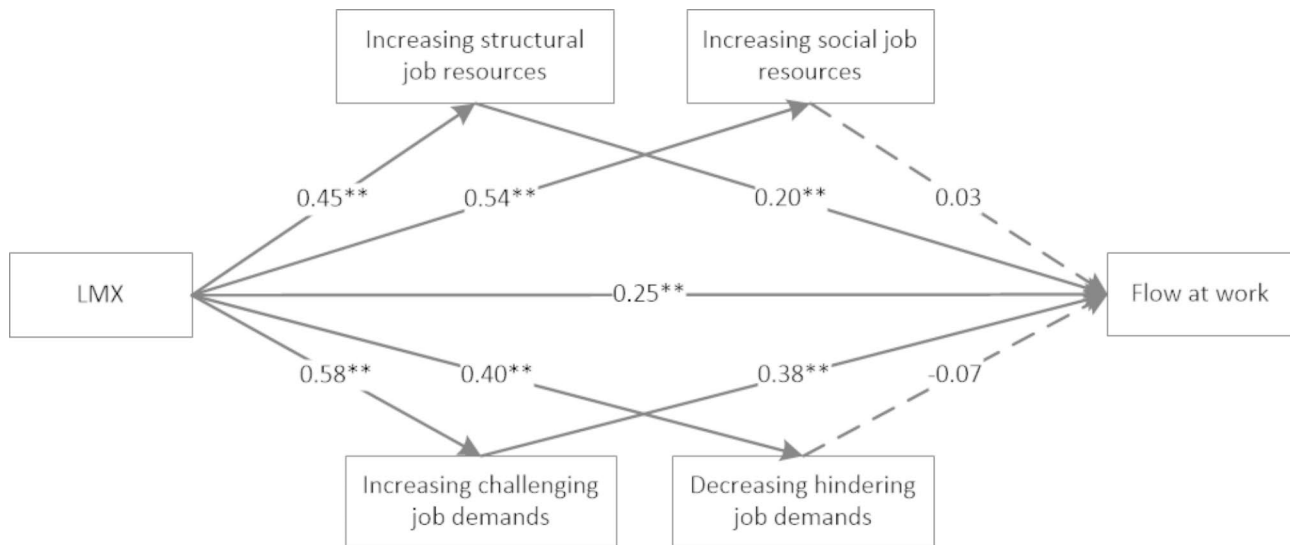 Increasing structural
job resources
Increasing social job
resources
0.45**
0.54**
0.20**
0.03
LMX
0.25**
Flow at work
0.58**
0.40**
0.38**
-0.07
Increasing challenging
job demands
Decreasing hindering
job demands